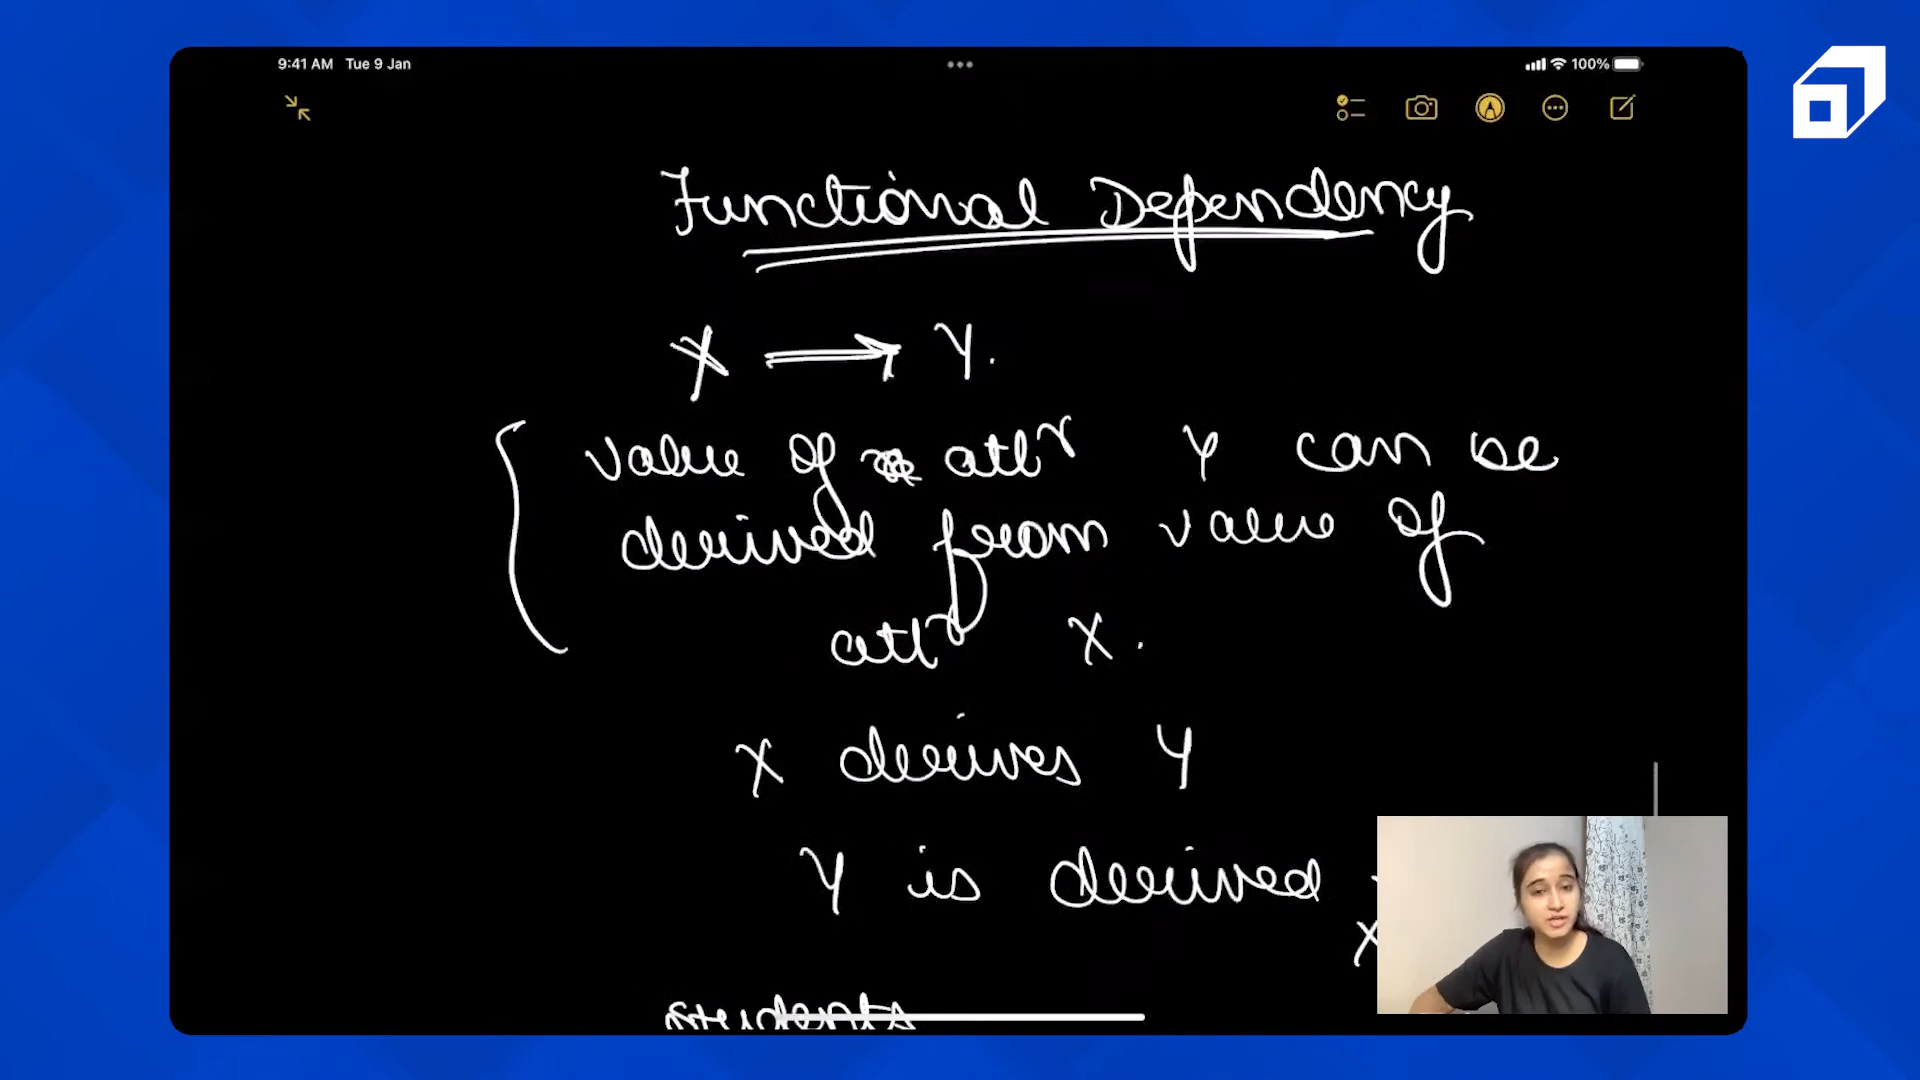 9:41 AM Tue 9 Jan
100%
Functional Dependency
X → Y.
value of attr Y can be
derived from value of
attr X.
X derives Y
Y is derived
X
students